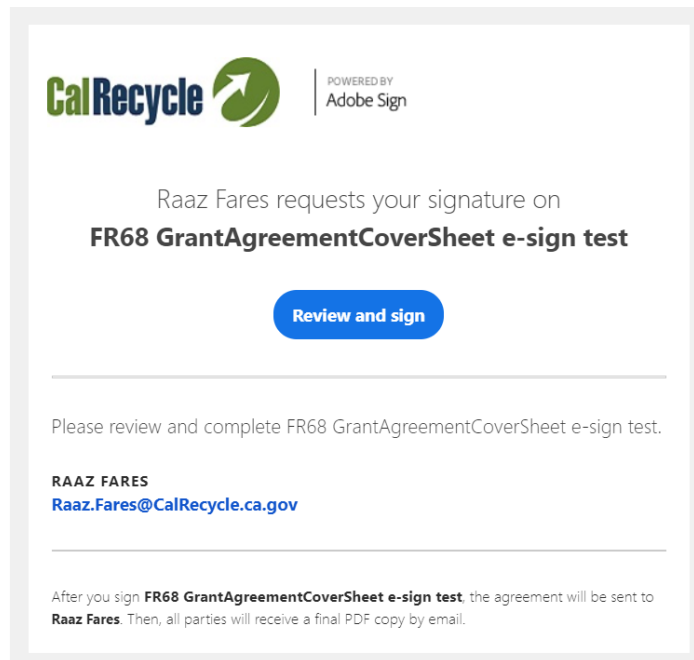 CalRecycle
POWERED BY
Adobe Sign
Raaz Fares requests your signature on
FR68 GrantAgreementCoverSheet e-sign test
Review and sign
Please review and complete FR68 GrantAgreementCoverSheet e-sign test.
RAAZ FARES
Raaz.Fares@CalRecycle.ca.gov
After you sign FR68 GrantAgreementCoverSheet e-sign test, the agreement will be sent to
Raaz Fares. Then, all parties will receive a final PDF copy by email.